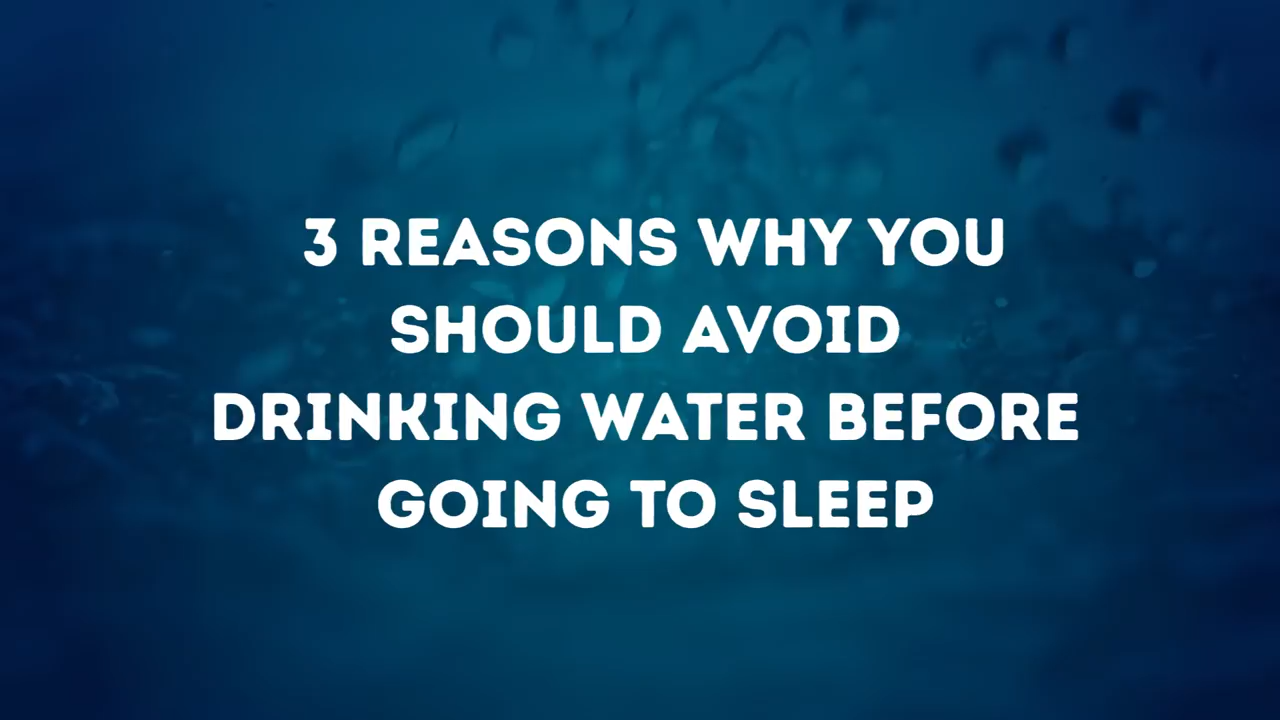 3 REASONS WHY YOU
SHOULD AVOID
DRINKING WATER BEFORE
GOING TO SLEEP